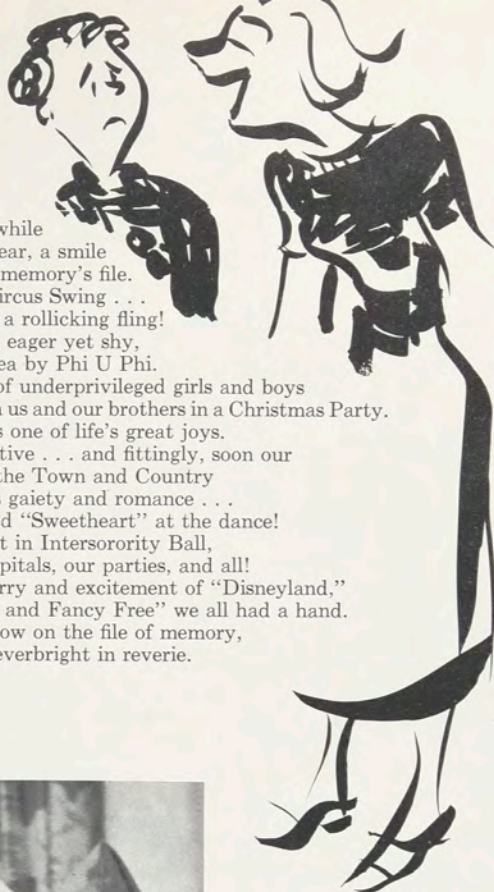 while
ear, a smile
memory's file.
ircus Swing . . .
a rollicking fling!
eager yet shy,
ea by Phi U Phi.
of underprivileged girls and boys
us and our brothers in a Christmas Party.
s one of life's great joys.
tive . . . and fittingly, soon our
the Town and Country
gaiety and romance . . .
d "Sweetheart" at the dance!
t in Intersorority Ball,
pitals, our parties, and all!
rry and excitement of "Disneyland,"
and Fancy Free" we all had a hand.
ow on the file of memory,
everbright in reverie.